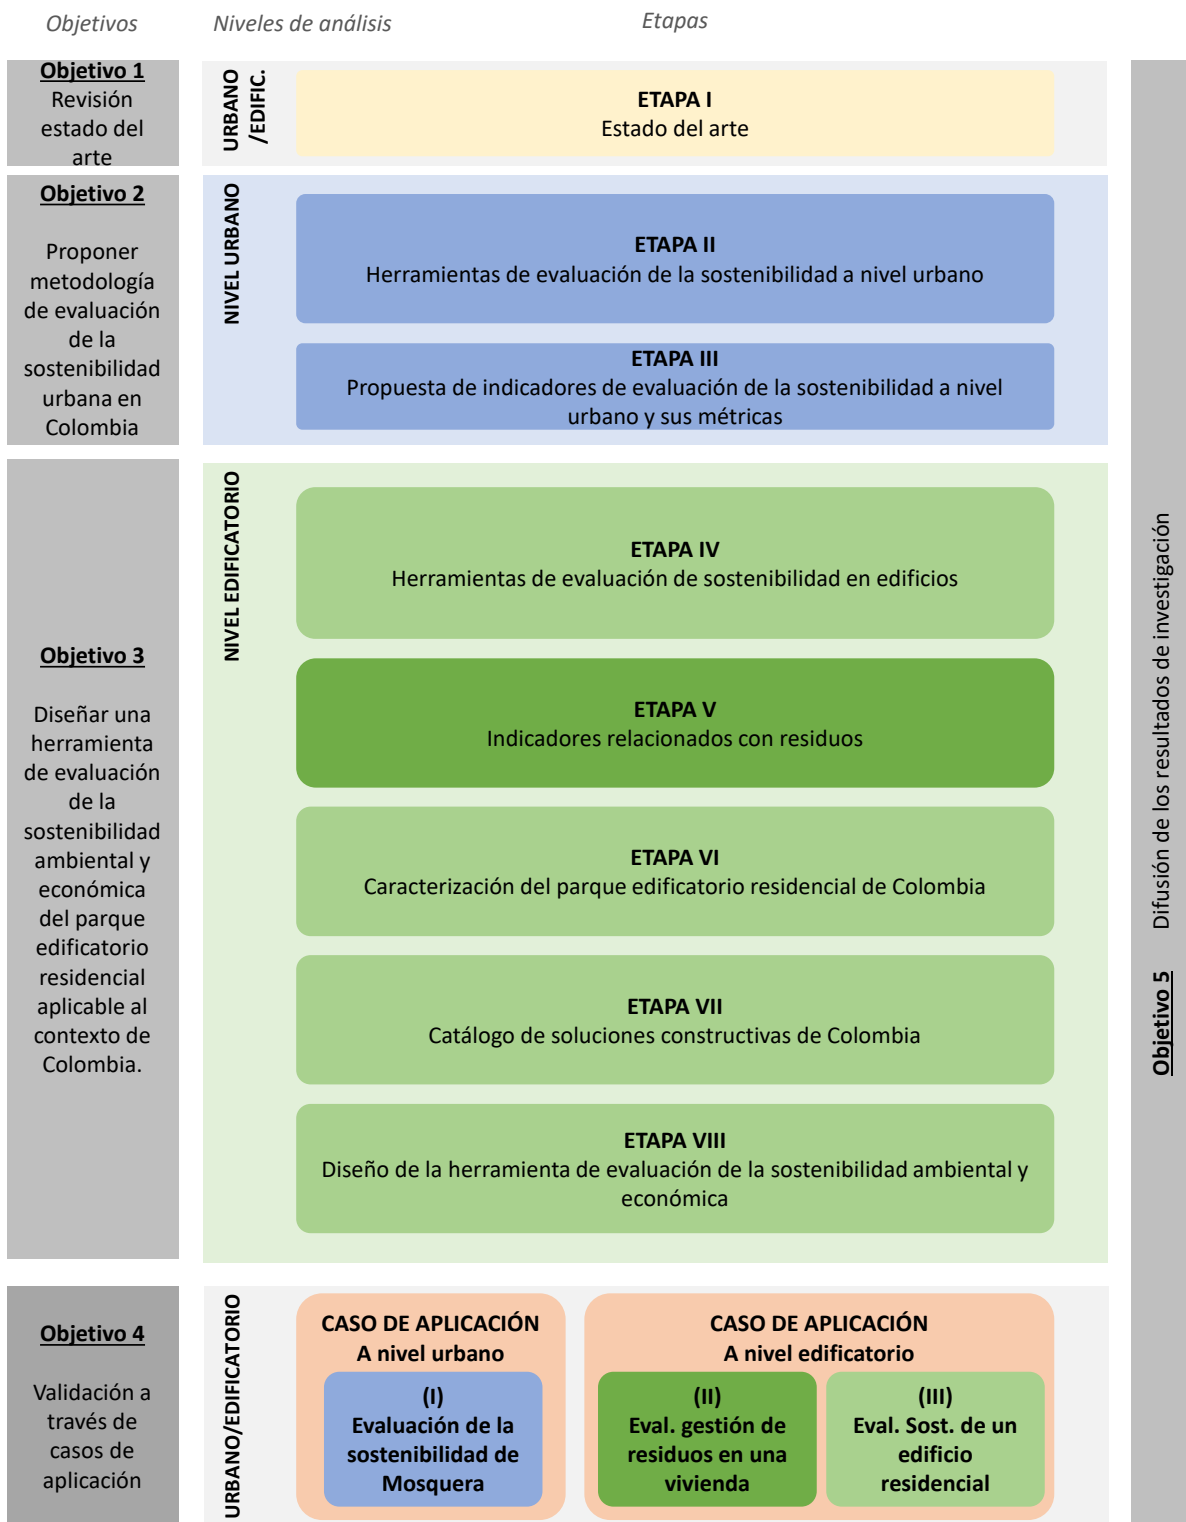 Objetivos
Niveles de análisis
Etapas
Objetivo 1
Revisión
estado del
arte
URBANO
/EDIFIC.
ETAPA I
Estado del arte
Objetivo 2
Proponer
metodología
de evaluación
de la
sostenibilidad
urbana en
Colombia
NIVEL URBANO
ETAPA II
Herramientas de evaluación de la sostenibilidad a nivel urbano
ETAPA III
Propuesta de indicadores de evaluación de la sostenibilidad a nivel
urbano y sus métricas
Objetivo 3
Diseñar una
herramienta
de evaluación
de la
sostenibilidad
ambiental y
económica
del parque
edificatorio
residencial
aplicable al
contexto de
Colombia.
NIVEL EDIFICATORIO
ETAPA IV
Herramientas de evaluación de sostenibilidad en edificios
ETAPA V
Indicadores relacionados con residuos
ETAPA VI
Caracterización del parque edificatorio residencial de Colombia
ETAPA VII
Catálogo de soluciones constructivas de Colombia
ETAPA VIII
Diseño de la herramienta de evaluación de la sostenibilidad ambiental y
económica
Objetivo 4
Validación a
través de
casos de
aplicación
URBANO/EDIFICATORIO
CASO DE APLICACIÓN
A nivel urbano
(I)
Evaluación de la
sostenibilidad de
Mosquera
CASO DE APLICACIÓN
A nivel edificatorio
(II)
Eval. gestión de
residuos en una
vivienda
(III)
Eval. Sost. de un
edificio
residencial
Objetivo 5 Difusión de los resultados de investigación